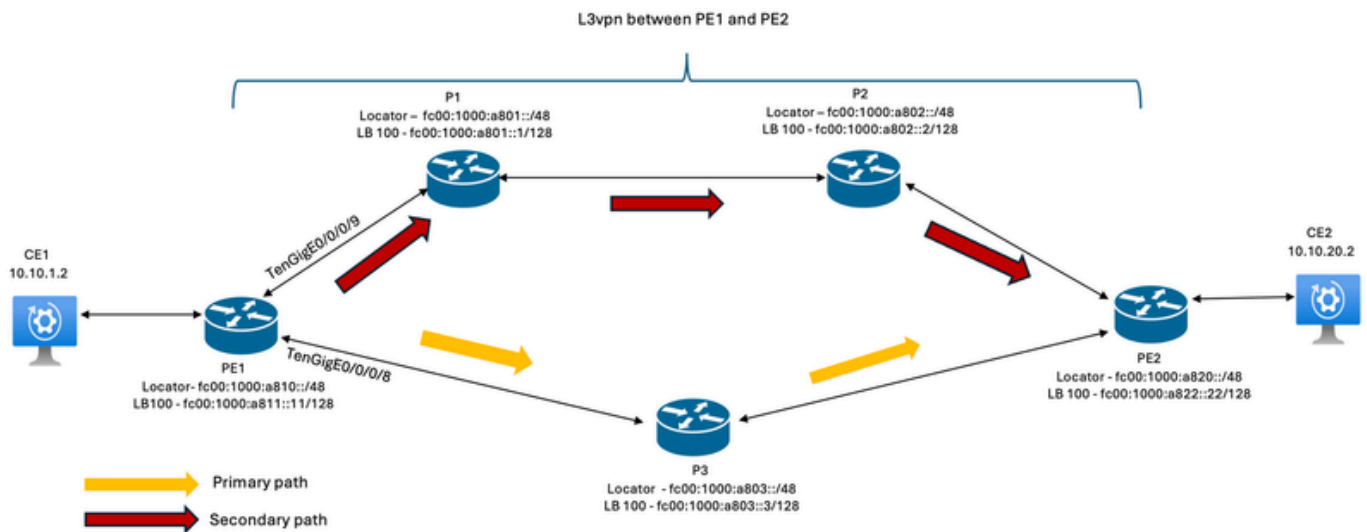 L3vpn between PE1 and PE2
P1
Locator – fc00:1000:a801::/48
LB 100 - fc00:1000:a801::1/128
P2
Locator – fc00:1000:a802::/48
LB 100 - fc00:1000:a802::2/128
TenGigE0/0/0/9
CE1
10.10.1.2
CE2
10.10.20.2
TenGigE0/0/0/8
PE1
Locator- fc00:1000:a810::/48
LB100 - fc00:1000:a811::11/128
PE2
Locator - fc00:1000:a820::/48
LB 100 - fc00:1000:a822::22/128
P3
Locator - fc00:1000:a803::/48
LB 100 - fc00:1000:a803::3/128
Primary path
Secondary path